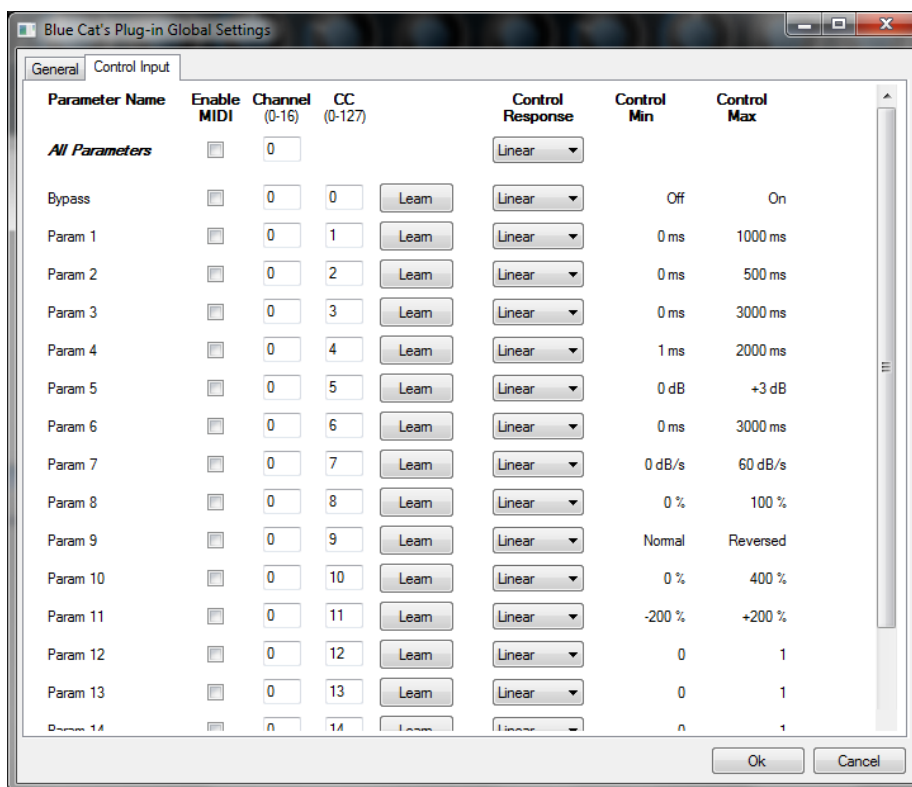 Blue Cat's Plug-in Global Settings
General Control Input
Parameter Name Enable MIDI Channel (0-16) CC (0-127) Control Response Control Min Control Max
All Parameters 0 Linear
Bypass 0 0 Learn Linear Off On
Param 1 0 1 Learn Linear 0 ms 1000 ms
Param 2 0 2 Learn Linear 0 ms 500 ms
Param 3 0 3 Learn Linear 0 ms 3000 ms
Param 4 0 4 Learn Linear 1 ms 2000 ms
Param 5 0 5 Learn Linear 0 dB +3 dB
Param 6 0 6 Learn Linear 0 ms 3000 ms
Param 7 0 7 Learn Linear 0 dB/s 60 dB/s
Param 8 0 8 Learn Linear 0 % 100 %
Param 9 0 9 Learn Linear Normal Reversed
Param 10 0 10 Learn Linear 0 % 400 %
Param 11 0 11 Learn Linear -200 % +200 %
Param 12 0 12 Learn Linear 0 1
Param 13 0 13 Learn Linear 0 1
Param 14 0 14 Learn Linear 0 1
Ok Cancel